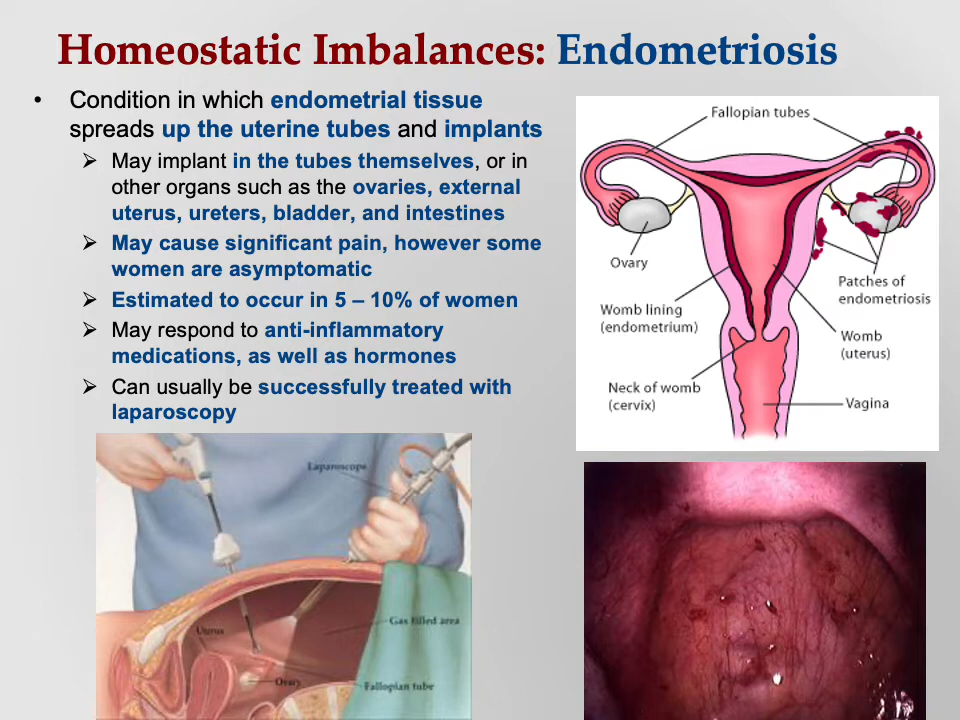 Homeostatic Imbalances: Endometriosis
• Condition in which endometrial tissue
spreads up the uterine tubes and implants
➢ May implant in the tubes themselves, or in
other organs such as the ovaries, external
uterus, ureters, bladder, and intestines
➢ May cause significant pain, however some
women are asymptomatic
➢ Estimated to occur in 5 – 10% of women
➢ May respond to anti-inflammatory
medications, as well as hormones
➢ Can usually be successfully treated with
laparoscopy
Fallopian tubes
Ovary
Womb lining
(endometrium)
Patches of
endometriosis
Womb
(uterus)
Neck of womb
(cervix)
Vagina
Laparoscope
Gas filled area
Uterus
Ovary
Fallopian tube